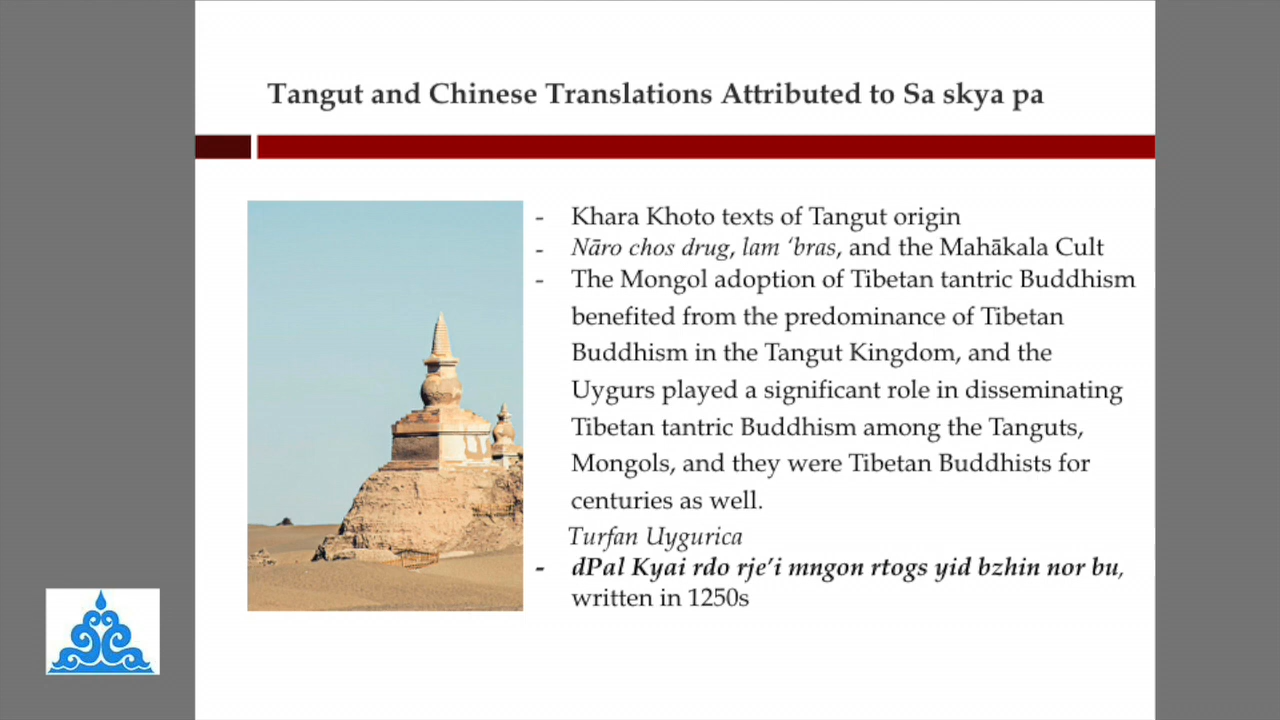 Tangut and Chinese Translations Attributed to Sa skya pa
- Khara Khoto texts of Tangut origin
- Nāro chos drug, lam ‘bras, and the Mahākala Cult
- The Mongol adoption of Tibetan tantric Buddhism
benefited from the predominance of Tibetan
Buddhism in the Tangut Kingdom, and the
Uygurs played a significant role in disseminating
Tibetan tantric Buddhism among the Tanguts,
Mongols, and they were Tibetan Buddhists for
centuries as well.
Turfan Uygurica
- dPal Kyai rdo rje’i mngon rtogs yid bzhin nor bu,
written in 1250s